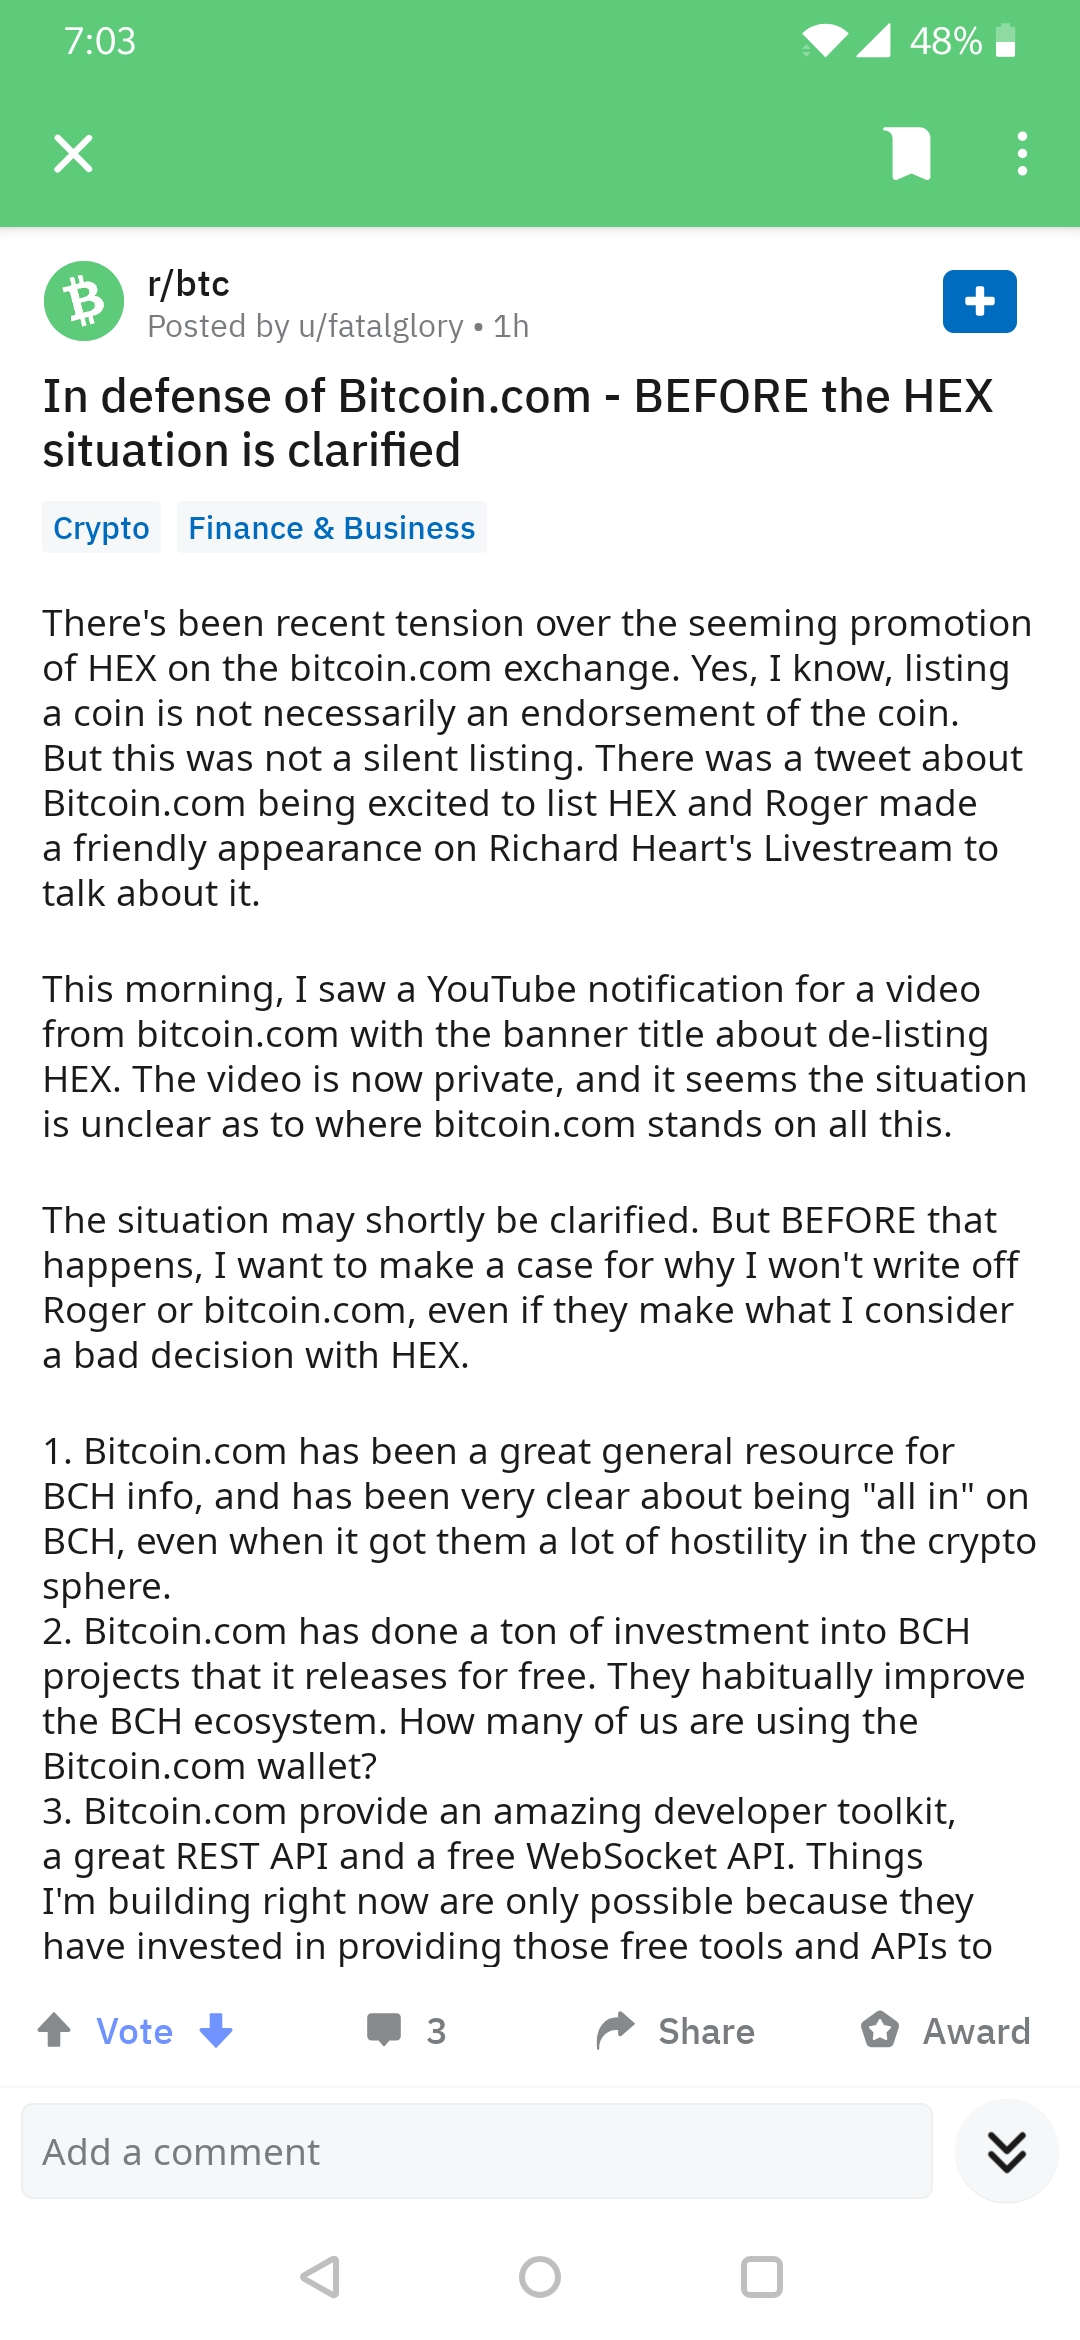 7:03
48%
r/btc
Posted by u/fatalglory • 1h
In defense of Bitcoin.com - BEFORE the HEX
situation is clarified
Crypto
Finance & Business
There's been recent tension over the seeming promotion
of HEX on the bitcoin.com exchange. Yes, I know, listing
a coin is not necessarily an endorsement of the coin.
But this was not a silent listing. There was a tweet about
Bitcoin.com being excited to list HEX and Roger made
a friendly appearance on Richard Heart's Livestream to
talk about it.
This morning, I saw a YouTube notification for a video
from bitcoin.com with the banner title about de-listing
HEX. The video is now private, and it seems the situation
is unclear as to where bitcoin.com stands on all this.
The situation may shortly be clarified. But BEFORE that
happens, I want to make a case for why I won't write off
Roger or bitcoin.com, even if they make what I consider
a bad decision with HEX.
1. Bitcoin.com has been a great general resource for
BCH info, and has been very clear about being "all in" on
BCH, even when it got them a lot of hostility in the crypto
sphere.
2. Bitcoin.com has done a ton of investment into BCH
projects that it releases for free. They habitually improve
the BCH ecosystem. How many of us are using the
Bitcoin.com wallet?
3. Bitcoin.com provide an amazing developer toolkit,
a great REST API and a free WebSocket API. Things
I'm building right now are only possible because they
have invested in providing those free tools and APIs to
Vote
3
Share
Award
Add a comment